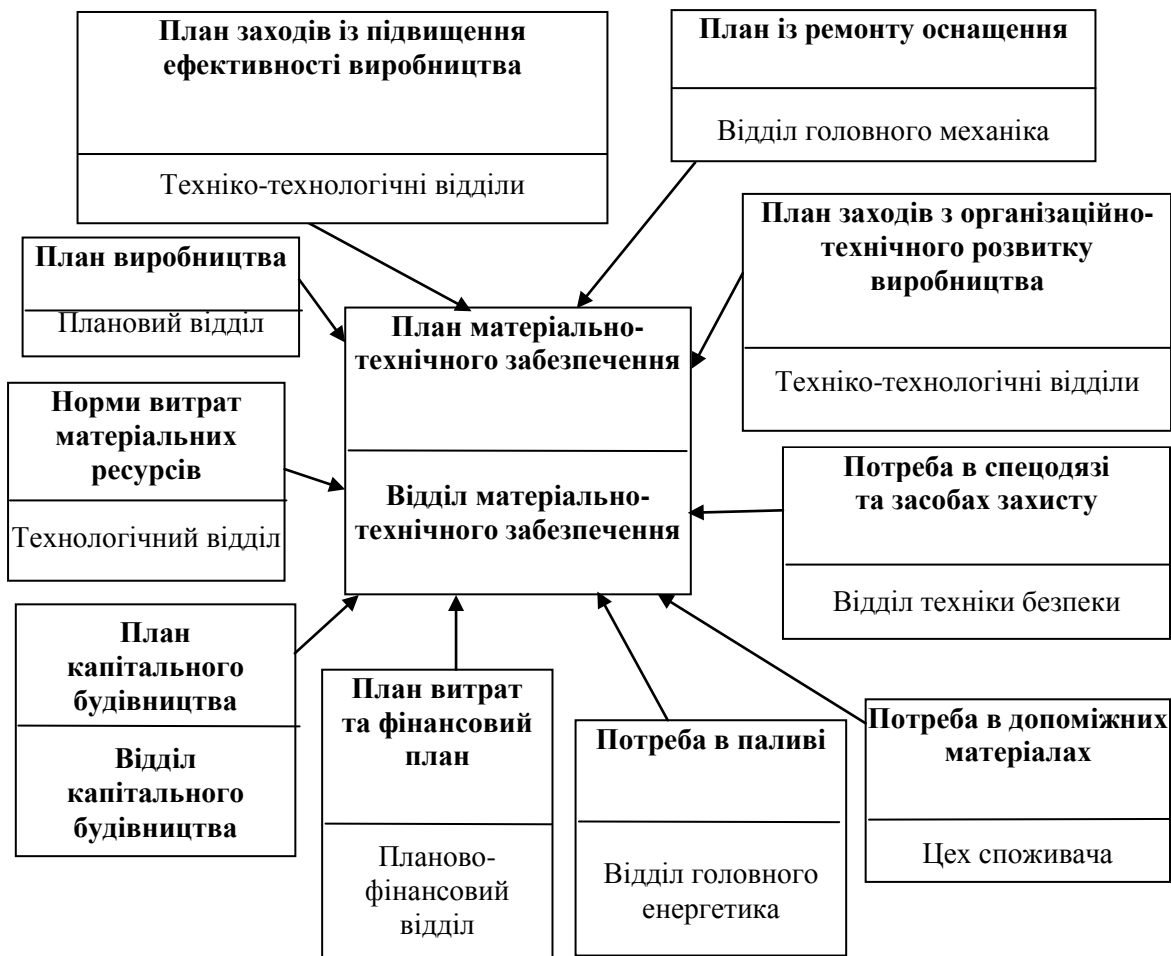 План заходів із підвищення
ефективності виробництва
Техніко-технологічні відділи
План із ремонту оснащення
Відділ головного механіка
План виробництва
Плановий відділ
План заходів з організаційно-
технічного розвитку
виробництва
Техніко-технологічні відділи
План матеріально-
технічного забезпечення
Відділ матеріально-
технічного забезпечення
Норми витрат
матеріальних
ресурсів
Технологічний відділ
Потреба в спецодязі
та засобах захисту
Відділ техніки безпеки
План
капітального
будівництва
Відділ
капітального
будівництва
План витрат
та фінансовий
план
Планово-
фінансовий
відділ
Потреба в паливі
Відділ головного
енергетика
Потреба в допоміжних
матеріалах
Цех споживача